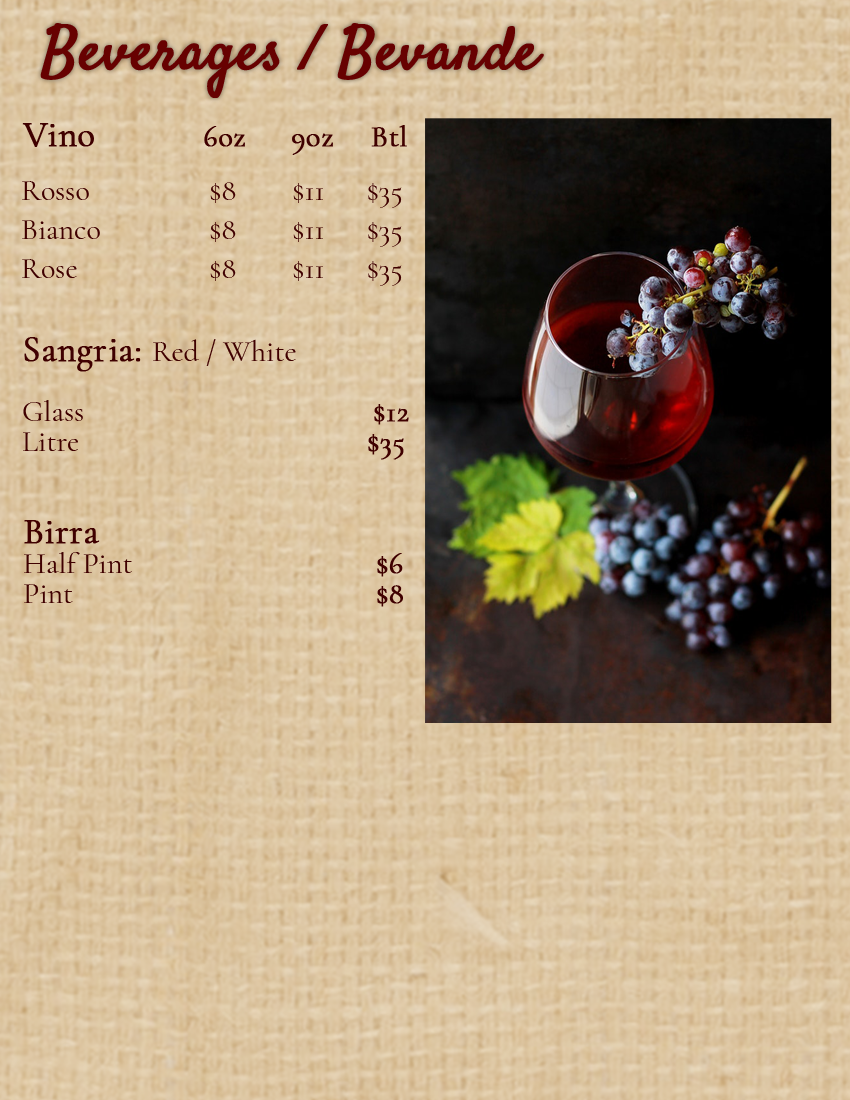 Beverages / Bevande
Vino 6oz 9oz Btl
Rosso $8 $11 $35
Bianco $8 $11 $35
Rose $8 $11 $35
Sangria: Red / White
Glass $12
Litre $35
Birra
Half Pint $6
Pint $8